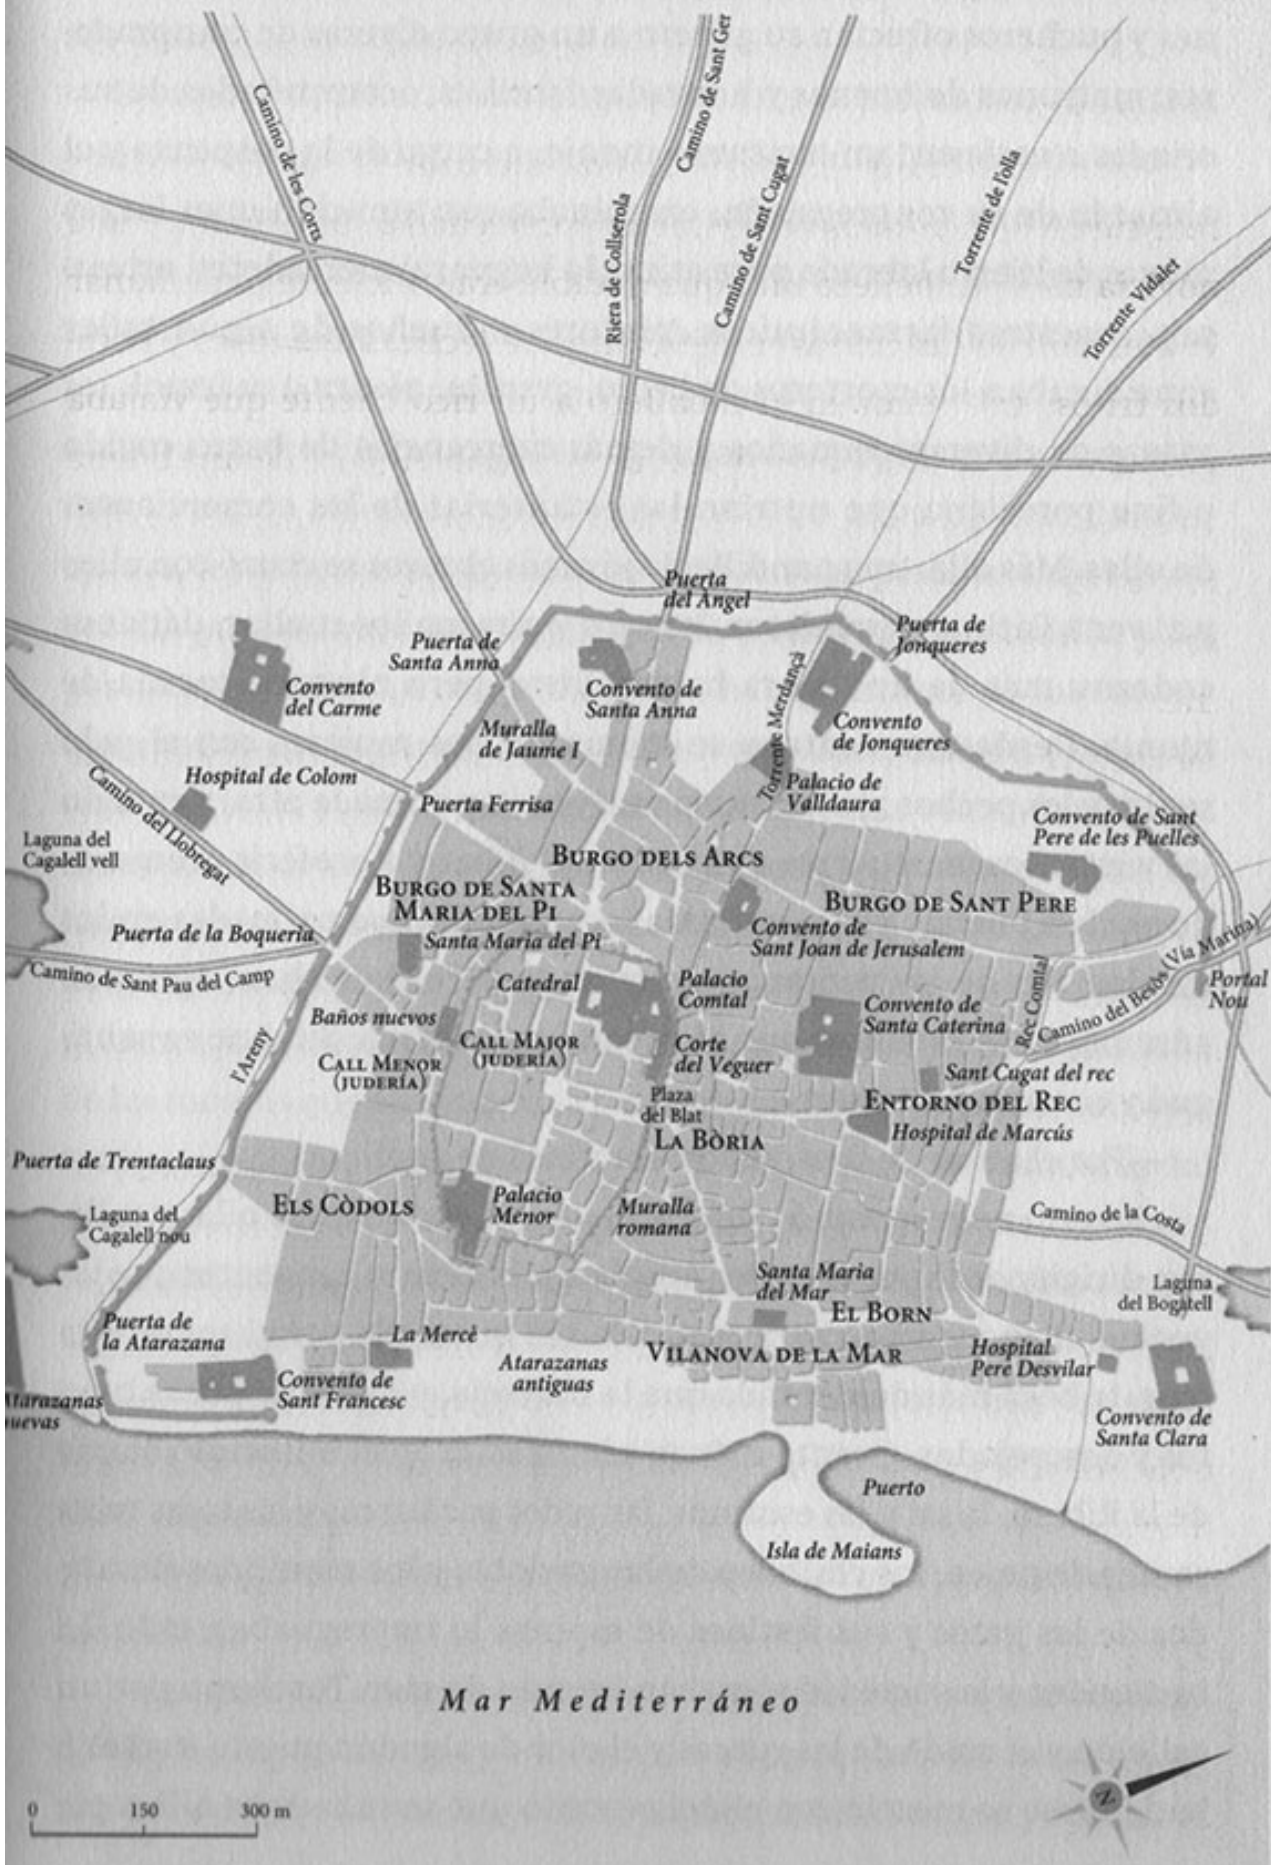 Camino de les Corts
Camino de Sant Ger
Riera de Collserola
Camino de Sant Cugat
Torrente de l'olla
Torrente Vidalet
Puerta
del Àngel
Puerta de
Santa Anna
Puerta de
Jonqueres
Convento
del Carme
Convento de
Santa Anna
Torrente Merdançà
Muralla
de Jaume I
Convento
de Jonqueres
Hospital de Colom
Camino del Llobregat
Puerta Ferrisa
Palacio de
Valldaura
Convento de Sant
Pere de les Puelles
Laguna del
Cagalell vell
BURGO DELS ARCS
BURGO DE SANTA
MARIA DEL PI
BURGO DE SANT PERE
Puerta de la Boqueria
Santa Maria del Pi
Convento de
Sant Joan de Jerusalem
Camino de Sant Pau del Camp
Catedral
Palacio
Comtal
Convento de
Santa Caterina
Rec Comtal
Camino del Besòs (Vía Marina)
Portal
Nou
Baños nuevos
l'Areny
CALL MAJOR
(JUDERÍA)
CALL MENOR
(JUDERÍA)
Corte
del Veguer
Sant Cugat del rec
Plaza
del Blat
ENTORNO DEL REC
LA BÒRIA
Hospital de Marcús
Puerta de Trentaclaus
ELS CÒDOLS
Palacio
Menor
Muralla
romana
Camino de la Costa
Laguna del
Cagalell nou
Santa Maria
del Mar
Laguna
del Bogatell
EL BORN
Puerta de
la Atarazana
La Mercè
VILANOVA DE LA MAR
Hospital
Pere Desvilar
Atarazanas
antiguas
Convento de
Sant Francesc
Atarazanas
nuevas
Convento de
Santa Clara
Puerto
Isla de Maians
Mar Mediterráneo
0 150 300 m
N